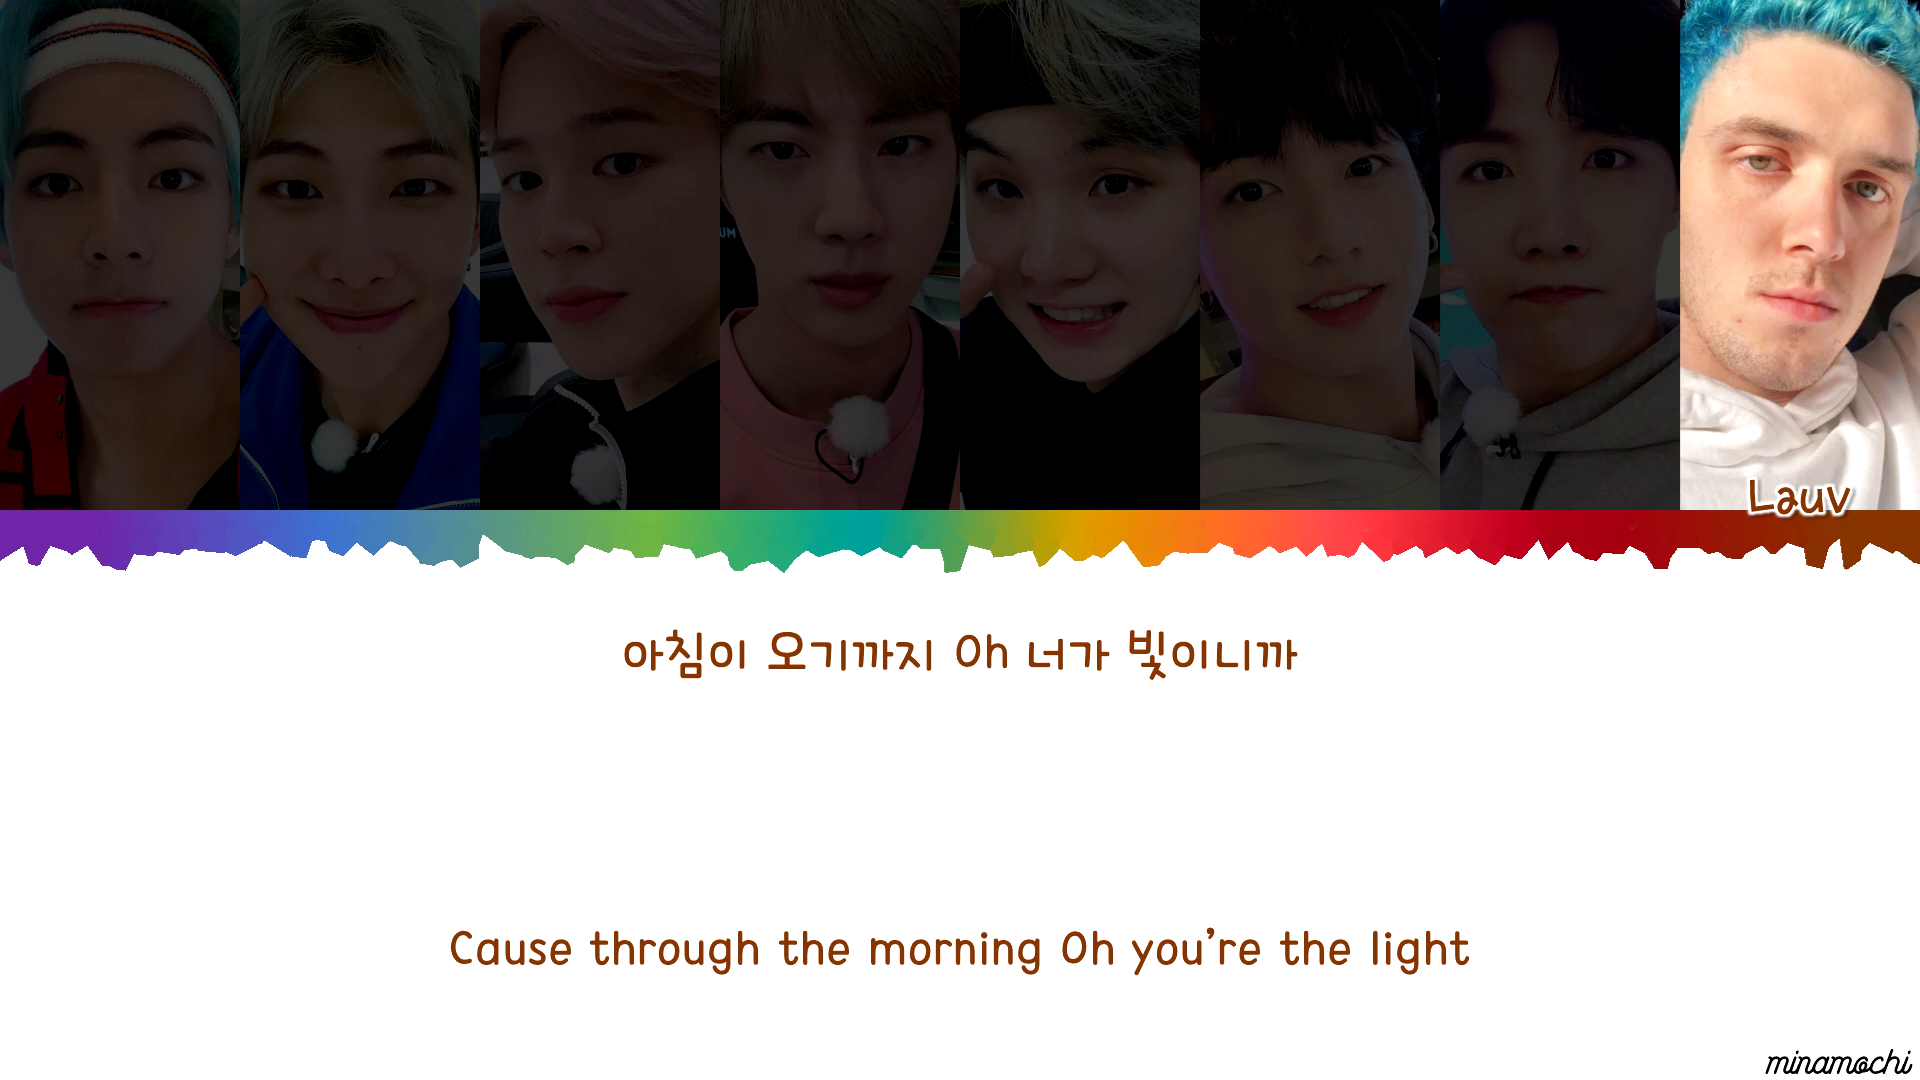 UM
Lauv
아침이 오기까지 Oh 너가 빛이니까
Cause through the morning Oh you're the light
minamochi